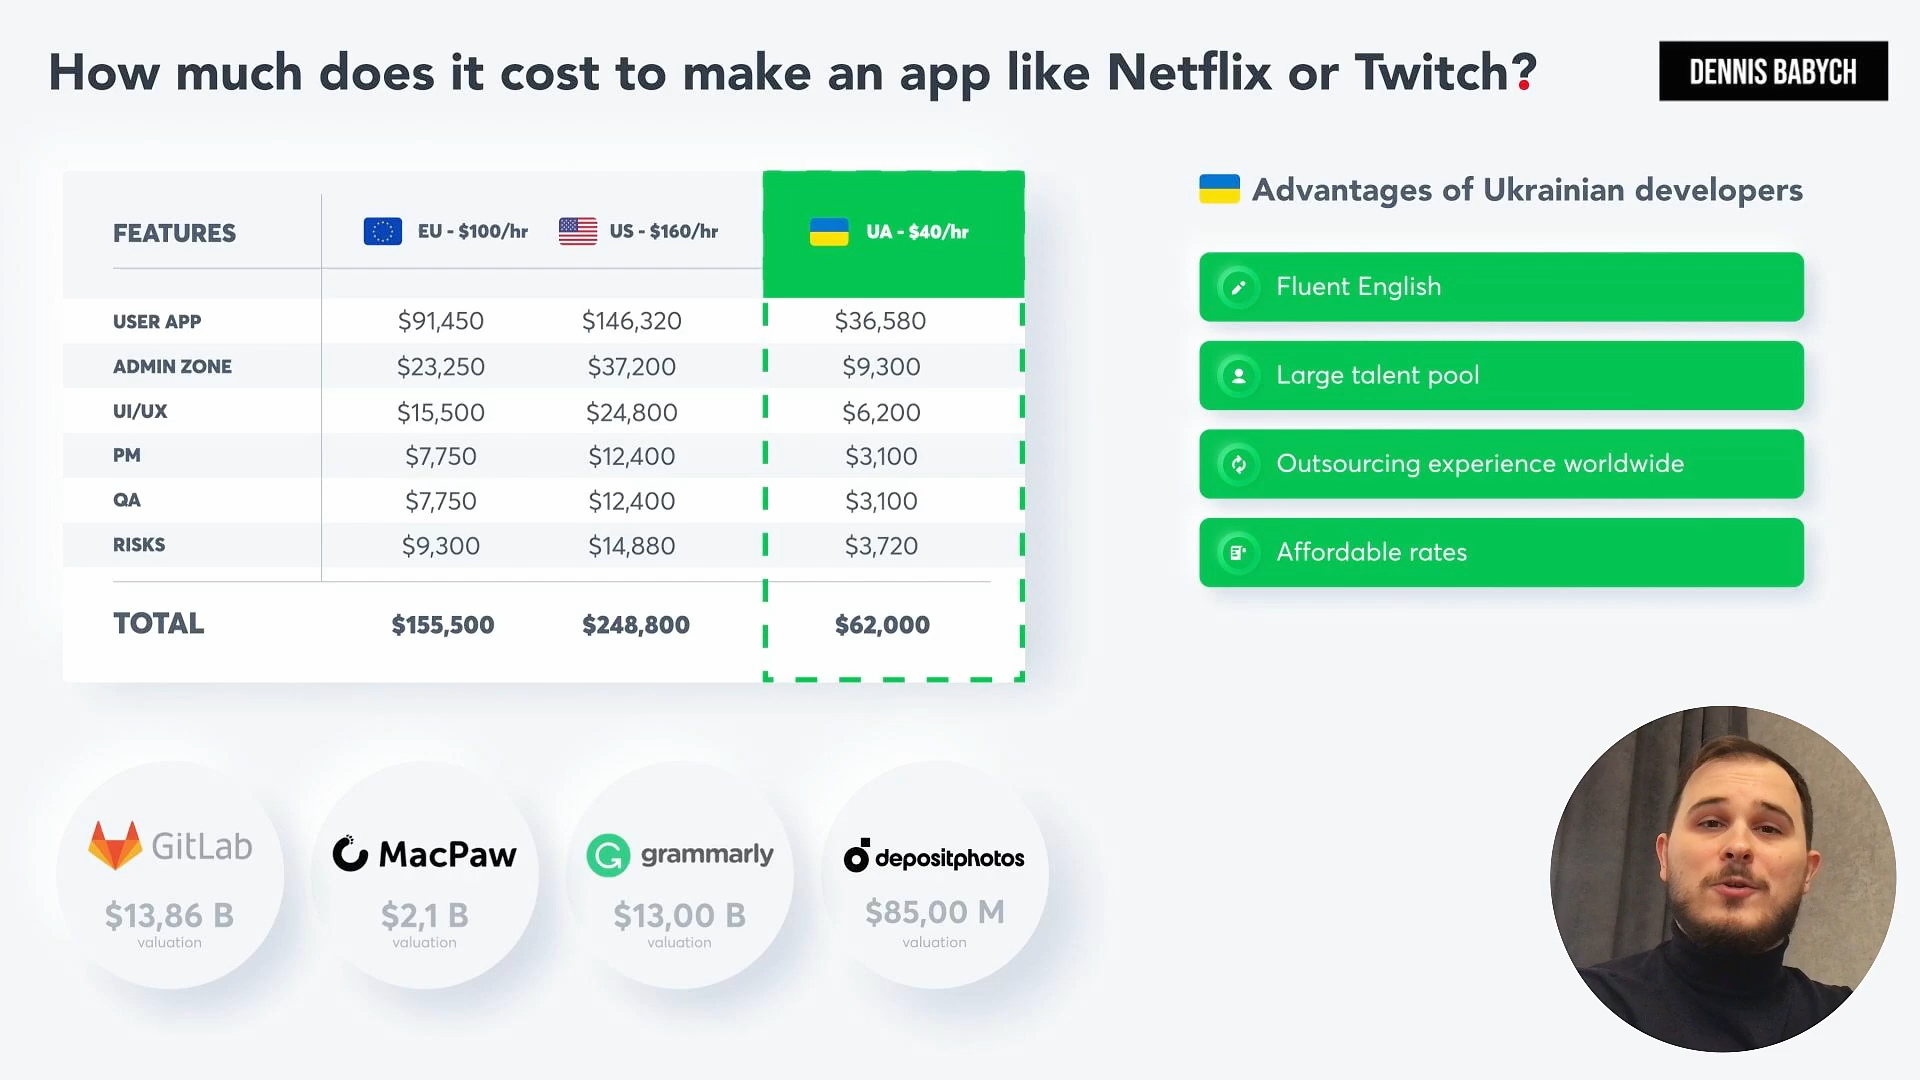 How much does it cost to make an app like Netflix or Twitch?
DENNIS BABYCH
FEATURES EU - $100/hr US - $160/hr UA - $40/hr
USER APP $91,450 $146,320 $36,580
ADMIN ZONE $23,250 $37,200 $9,300
UI/UX $15,500 $24,800 $6,200
PM $7,750 $12,400 $3,100
QA $7,750 $12,400 $3,100
RISKS $9,300 $14,880 $3,720
TOTAL $155,500 $248,800 $62,000
Advantages of Ukrainian developers
Fluent English
Large talent pool
Outsourcing experience worldwide
Affordable rates
GitLab
$13,86 B
valuation
MacPaw
$2,1 B
valuation
grammarly
$13,00 B
valuation
depositphotos
$85,00 M
valuation